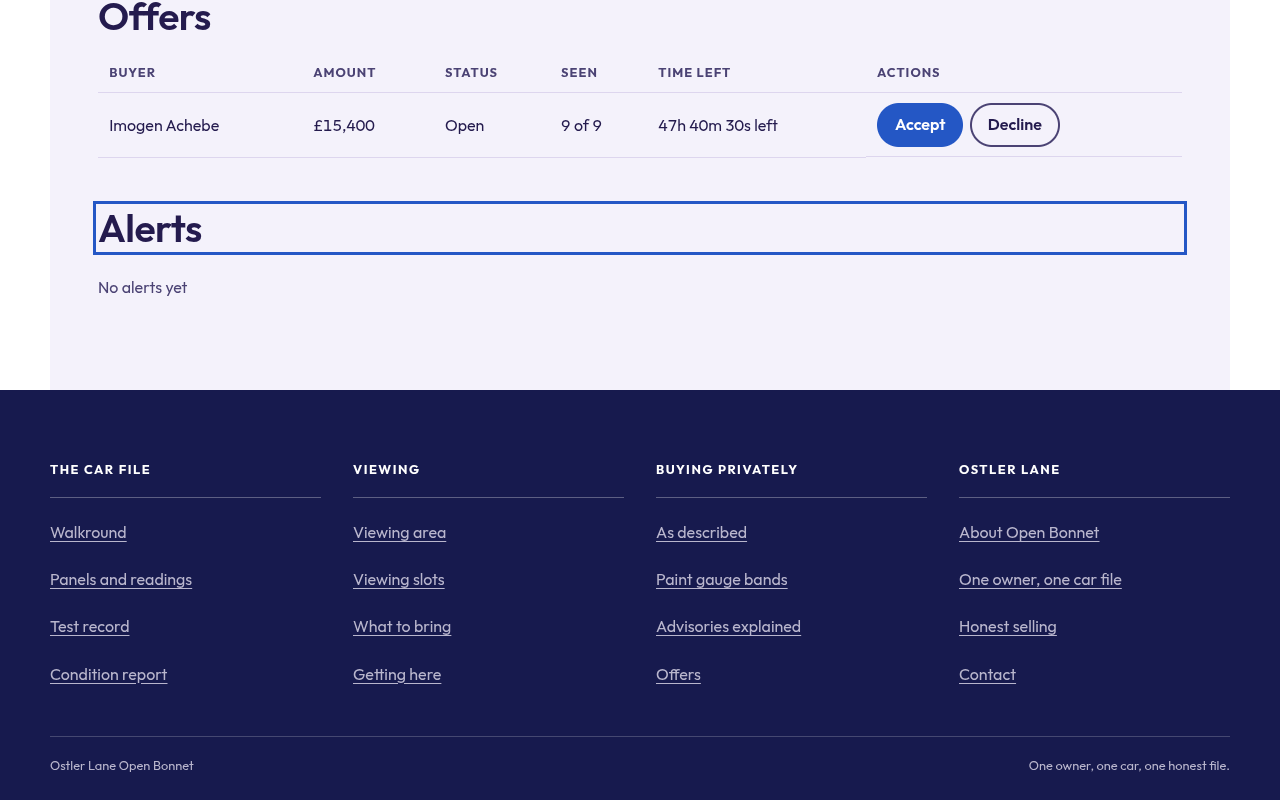 Offers
BUYER AMOUNT STATUS SEEN TIME LEFT ACTIONS
Imogen Achebe £15,400 Open 9 of 9 47h 40m 30s left Accept Decline
Alerts
No alerts yet
THE CAR FILE VIEWING BUYING PRIVATELY OSTLER LANE
Walkround Viewing area As described About Open Bonnet
Panels and readings Viewing slots Paint gauge bands One owner, one car file
Test record What to bring Advisories explained Honest selling
Condition report Getting here Offers Contact
Ostler Lane Open Bonnet One owner, one car, one honest file.